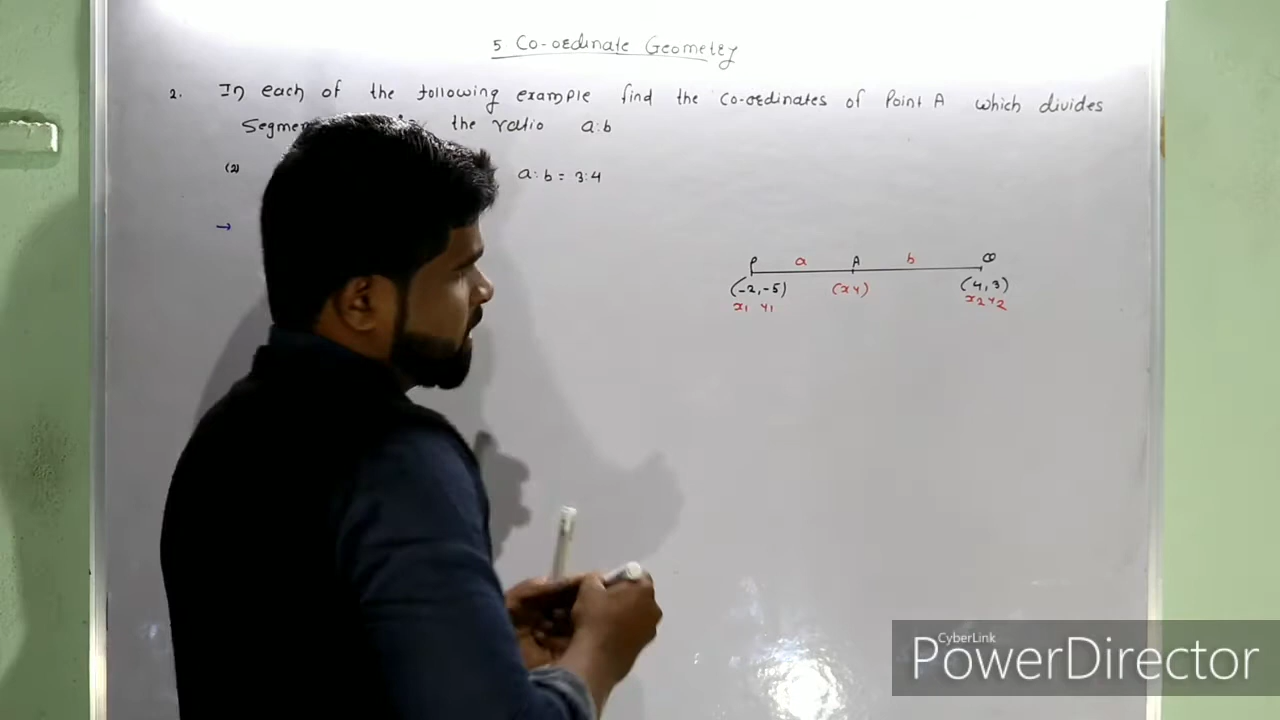 5 Co-ordinate Geometry
2. In each of the following example find the co-ordinates of Point A which divides
the ratio a:b
(2) a:b = 3:4
→
P a A b Q
(-2,-5) (x y) (4,3)
x1 y1 x2 y2
CyberLink
PowerDirector